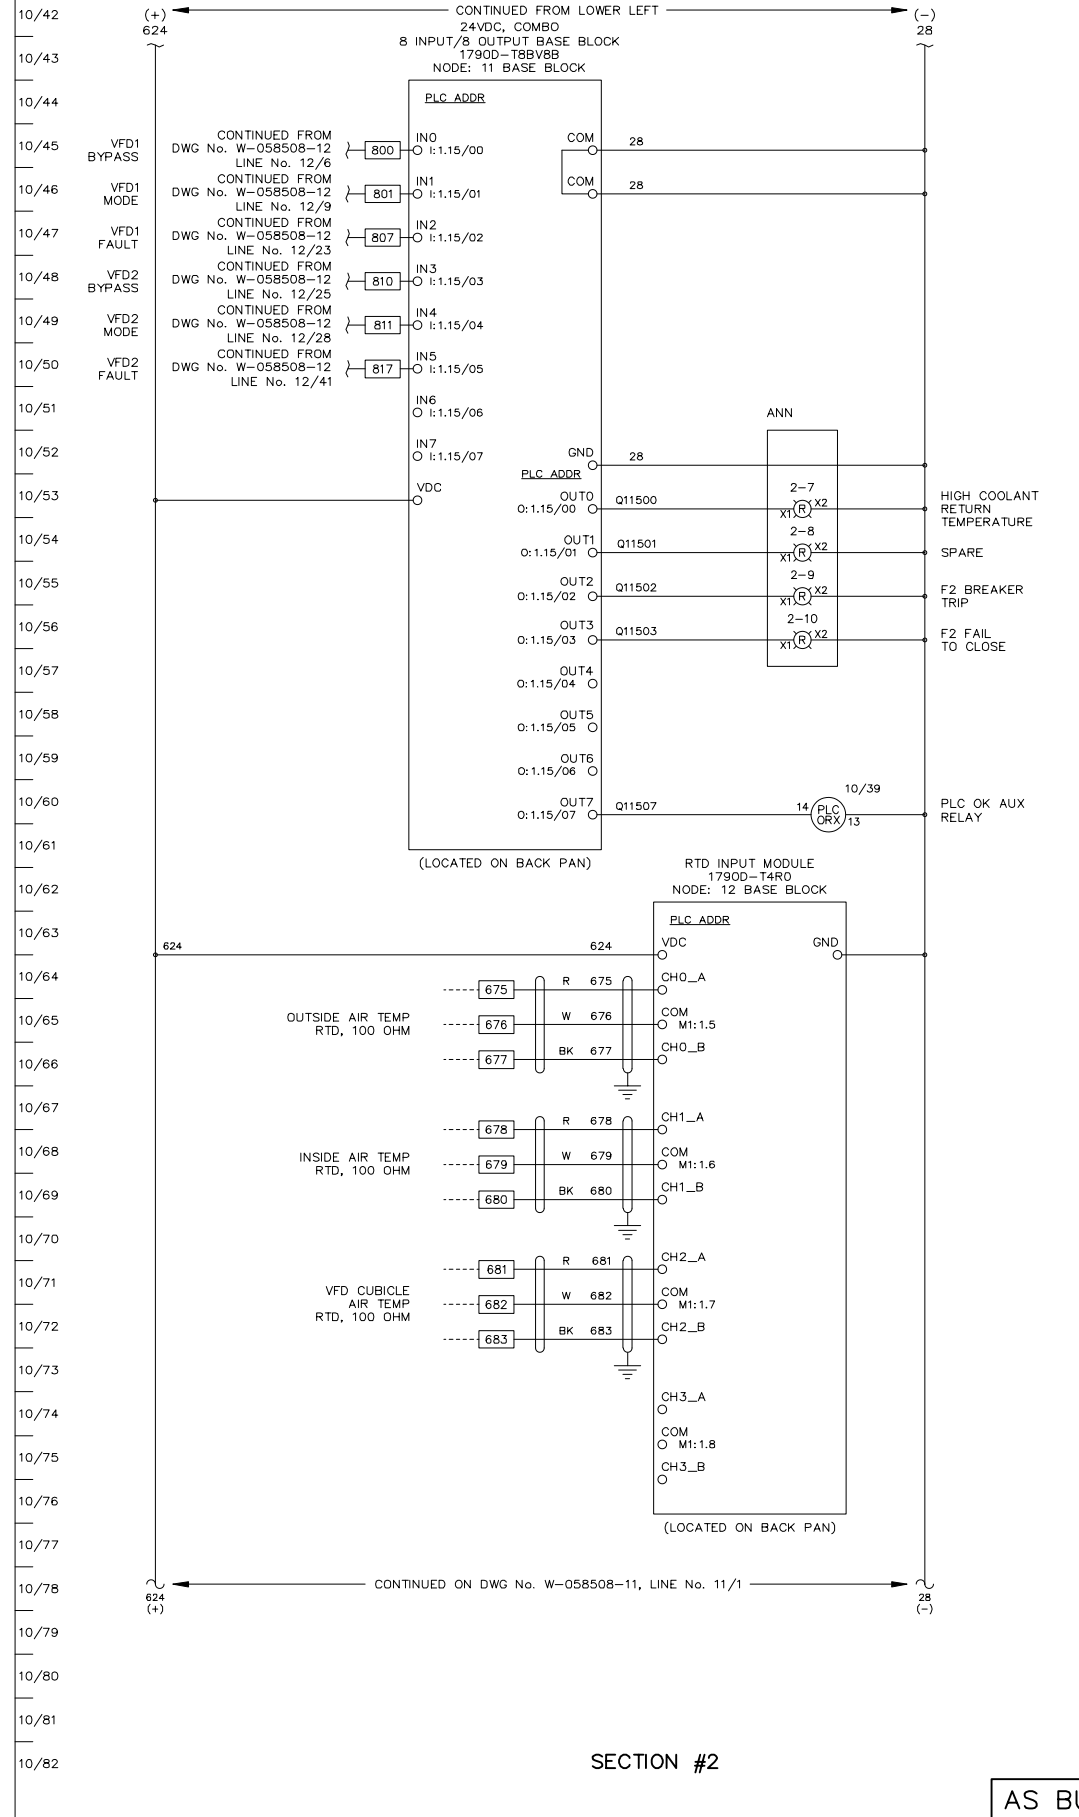 10/42
(+)
624
CONTINUED FROM LOWER LEFT
(-)
28
24VDC, COMBO
8 INPUT/8 OUTPUT BASE BLOCK
1790D-T8BV8B
NODE: 11 BASE BLOCK
10/43
10/44
PLC ADDR
10/45
VFD1
BYPASS
CONTINUED FROM
DWG No. W-058508-12
LINE No. 12/6
800
IN0
I:1.15/00
COM
28
10/46
VFD1
MODE
CONTINUED FROM
DWG No. W-058508-12
LINE No. 12/9
801
IN1
I:1.15/01
COM
28
10/47
VFD1
FAULT
CONTINUED FROM
DWG No. W-058508-12
LINE No. 12/23
807
IN2
I:1.15/02
10/48
VFD2
BYPASS
CONTINUED FROM
DWG No. W-058508-12
LINE No. 12/25
810
IN3
I:1.15/03
10/49
VFD2
MODE
CONTINUED FROM
DWG No. W-058508-12
LINE No. 12/28
811
IN4
I:1.15/04
10/50
VFD2
FAULT
CONTINUED FROM
DWG No. W-058508-12
LINE No. 12/41
817
IN5
I:1.15/05
10/51
IN6
I:1.15/06
ANN
10/52
IN7
I:1.15/07
GND
28
PLC ADDR
10/53
VDC
OUT0
O:1.15/00
Q11500
2-7
X1 R X2
HIGH COOLANT
RETURN
TEMPERATURE
10/54
OUT1
O:1.15/01
Q11501
2-8
X1 R X2
SPARE
10/55
OUT2
O:1.15/02
Q11502
2-9
X1 R X2
F2 BREAKER
TRIP
10/56
OUT3
O:1.15/03
Q11503
2-10
X1 R X2
F2 FAIL
TO CLOSE
10/57
OUT4
O:1.15/04
10/58
OUT5
O:1.15/05
10/59
OUT6
O:1.15/06
10/60
OUT7
O:1.15/07
Q11507
10/39
14
PLC
ORX
13
PLC OK AUX
RELAY
10/61
(LOCATED ON BACK PAN)
RTD INPUT MODULE
1790D-T4R0
NODE: 12 BASE BLOCK
10/62
10/63
PLC ADDR
624
624
VDC
GND
10/64
675
R
675
CH0_A
10/65
OUTSIDE AIR TEMP
RTD, 100 OHM
676
W
676
COM
M1:1.5
10/66
677
BK
677
CH0_B
10/67
678
R
678
CH1_A
10/68
INSIDE AIR TEMP
RTD, 100 OHM
679
W
679
COM
M1:1.6
10/69
680
BK
680
CH1_B
10/70
681
R
681
CH2_A
10/71
VFD CUBICLE
AIR TEMP
RTD, 100 OHM
682
W
682
COM
M1:1.7
10/72
683
BK
683
CH2_B
10/73
10/74
CH3_A
COM
M1:1.8
10/75
CH3_B
10/76
(LOCATED ON BACK PAN)
10/77
10/78
624
(+)
CONTINUED ON DWG No. W-058508-11, LINE No. 11/1
28
(-)
10/79
10/80
10/81
10/82
SECTION #2
AS BU